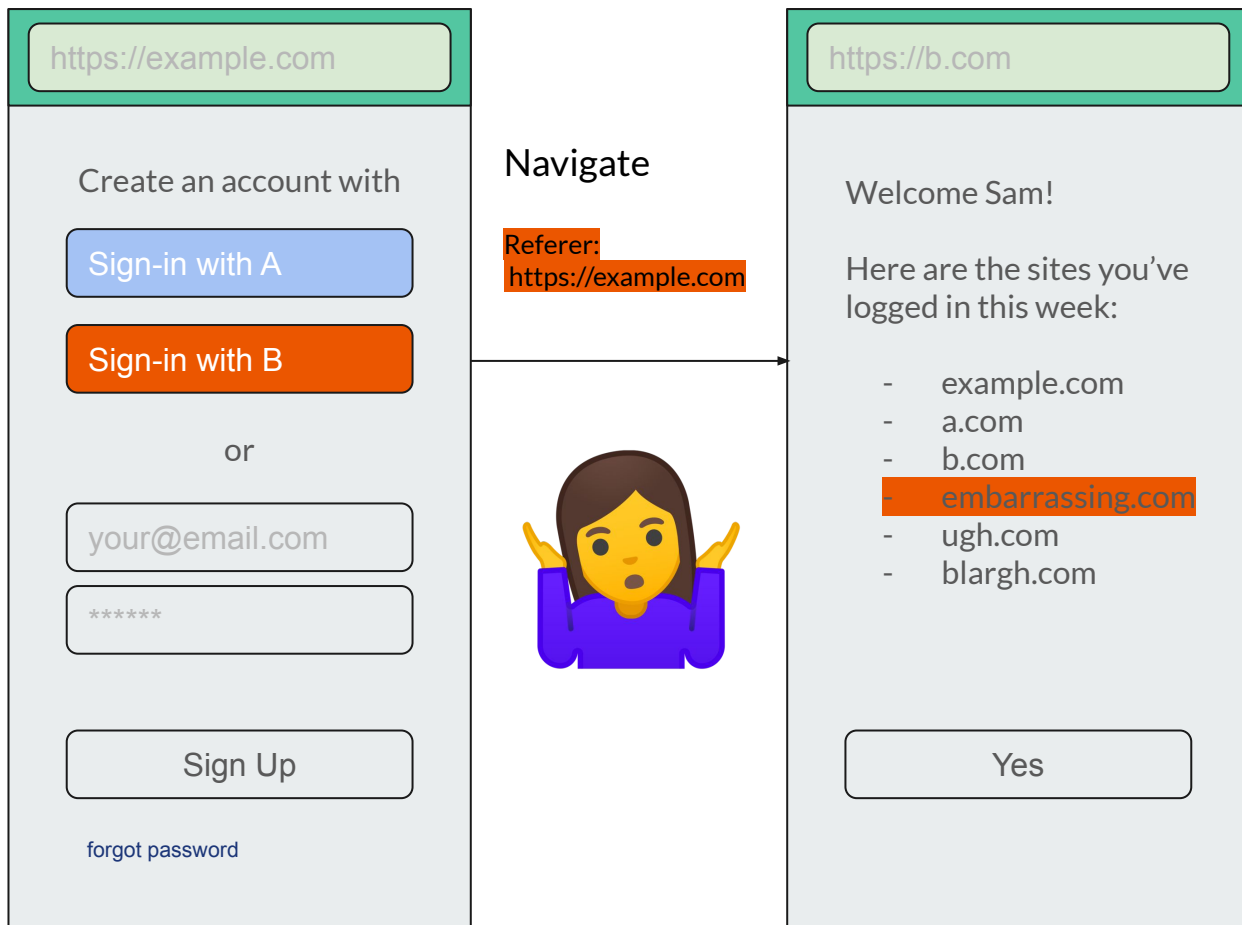 https://example.com
Create an account with
Sign-in with A
Sign-in with B
or
your@email.com
******
Sign Up
forgot password
Navigate
Referer:
https://example.com
https://b.com
Welcome Sam!
Here are the sites you’ve
logged in this week:
- example.com
- a.com
- b.com
- embarrassing.com
- ugh.com
- blargh.com
Yes